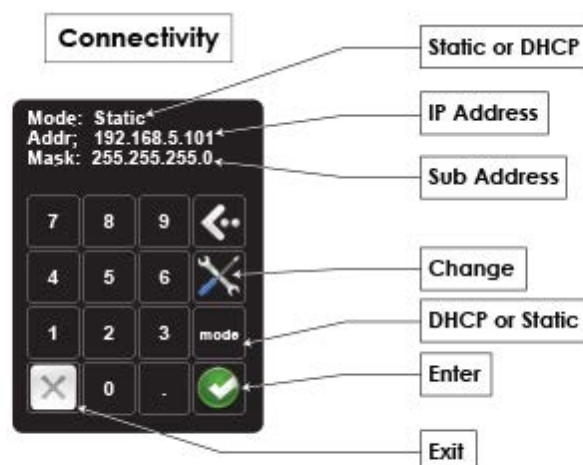 Connectivity
Static or DHCP
Mode: Static
Addr; 192.168.5.101
Mask: 255.255.255.0
IP Address
Sub Address
7 8 9
4 5 6
1 2 3 mode
0 .
Change
DHCP or Static
Enter
Exit